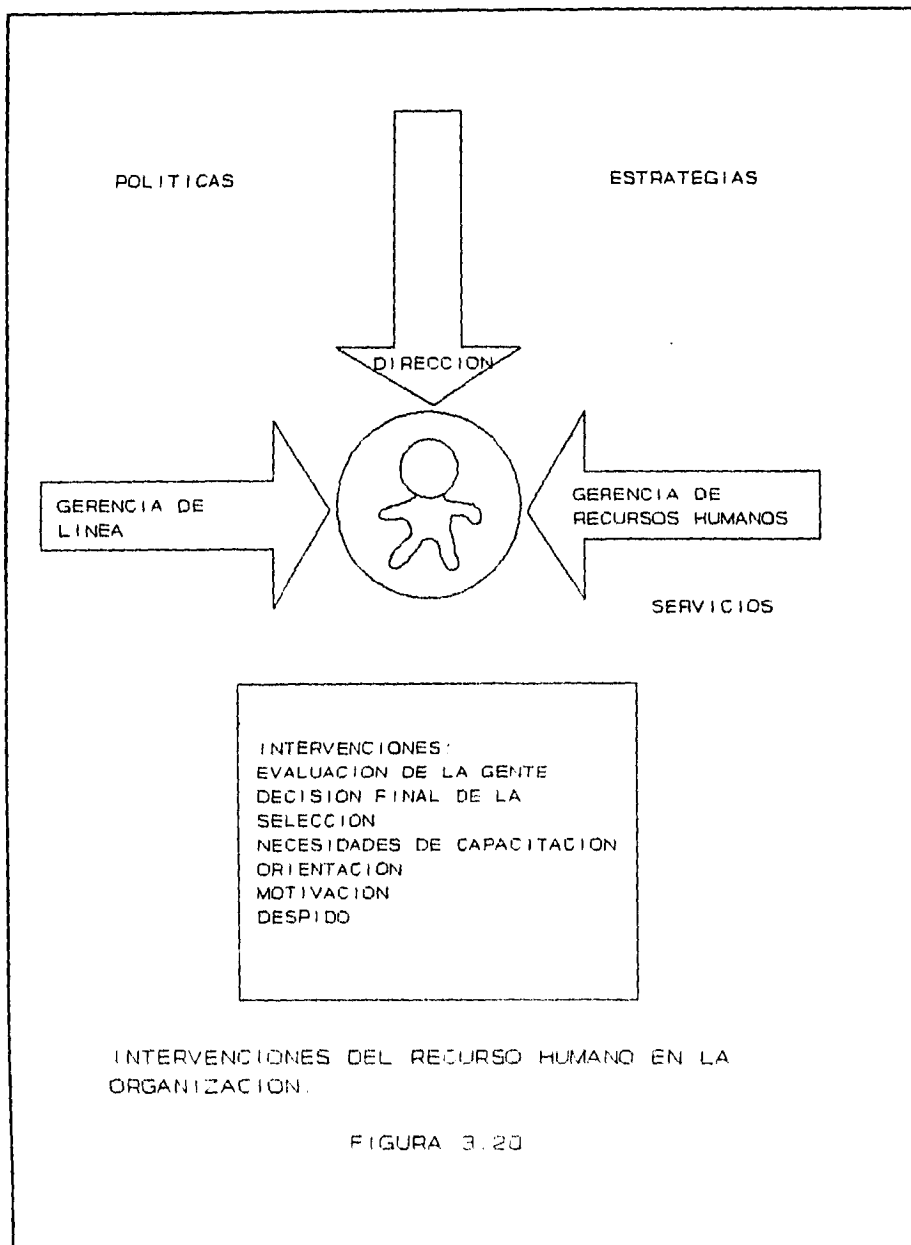 POLITICAS
ESTRATEGIAS
DIRECCION
GERENCIA DE
LINEA
GERENCIA DE
RECURSOS HUMANOS
SERVICIOS
INTERVENCIONES:
EVALUACION DE LA GENTE
DECISION FINAL DE LA
SELECCION
NECESIDADES DE CAPACITACION
ORIENTACION
MOTIVACION
DESPIDO
INTERVENCIONES DEL RECURSO HUMANO EN LA
ORGANIZACION.
FIGURA 3.20